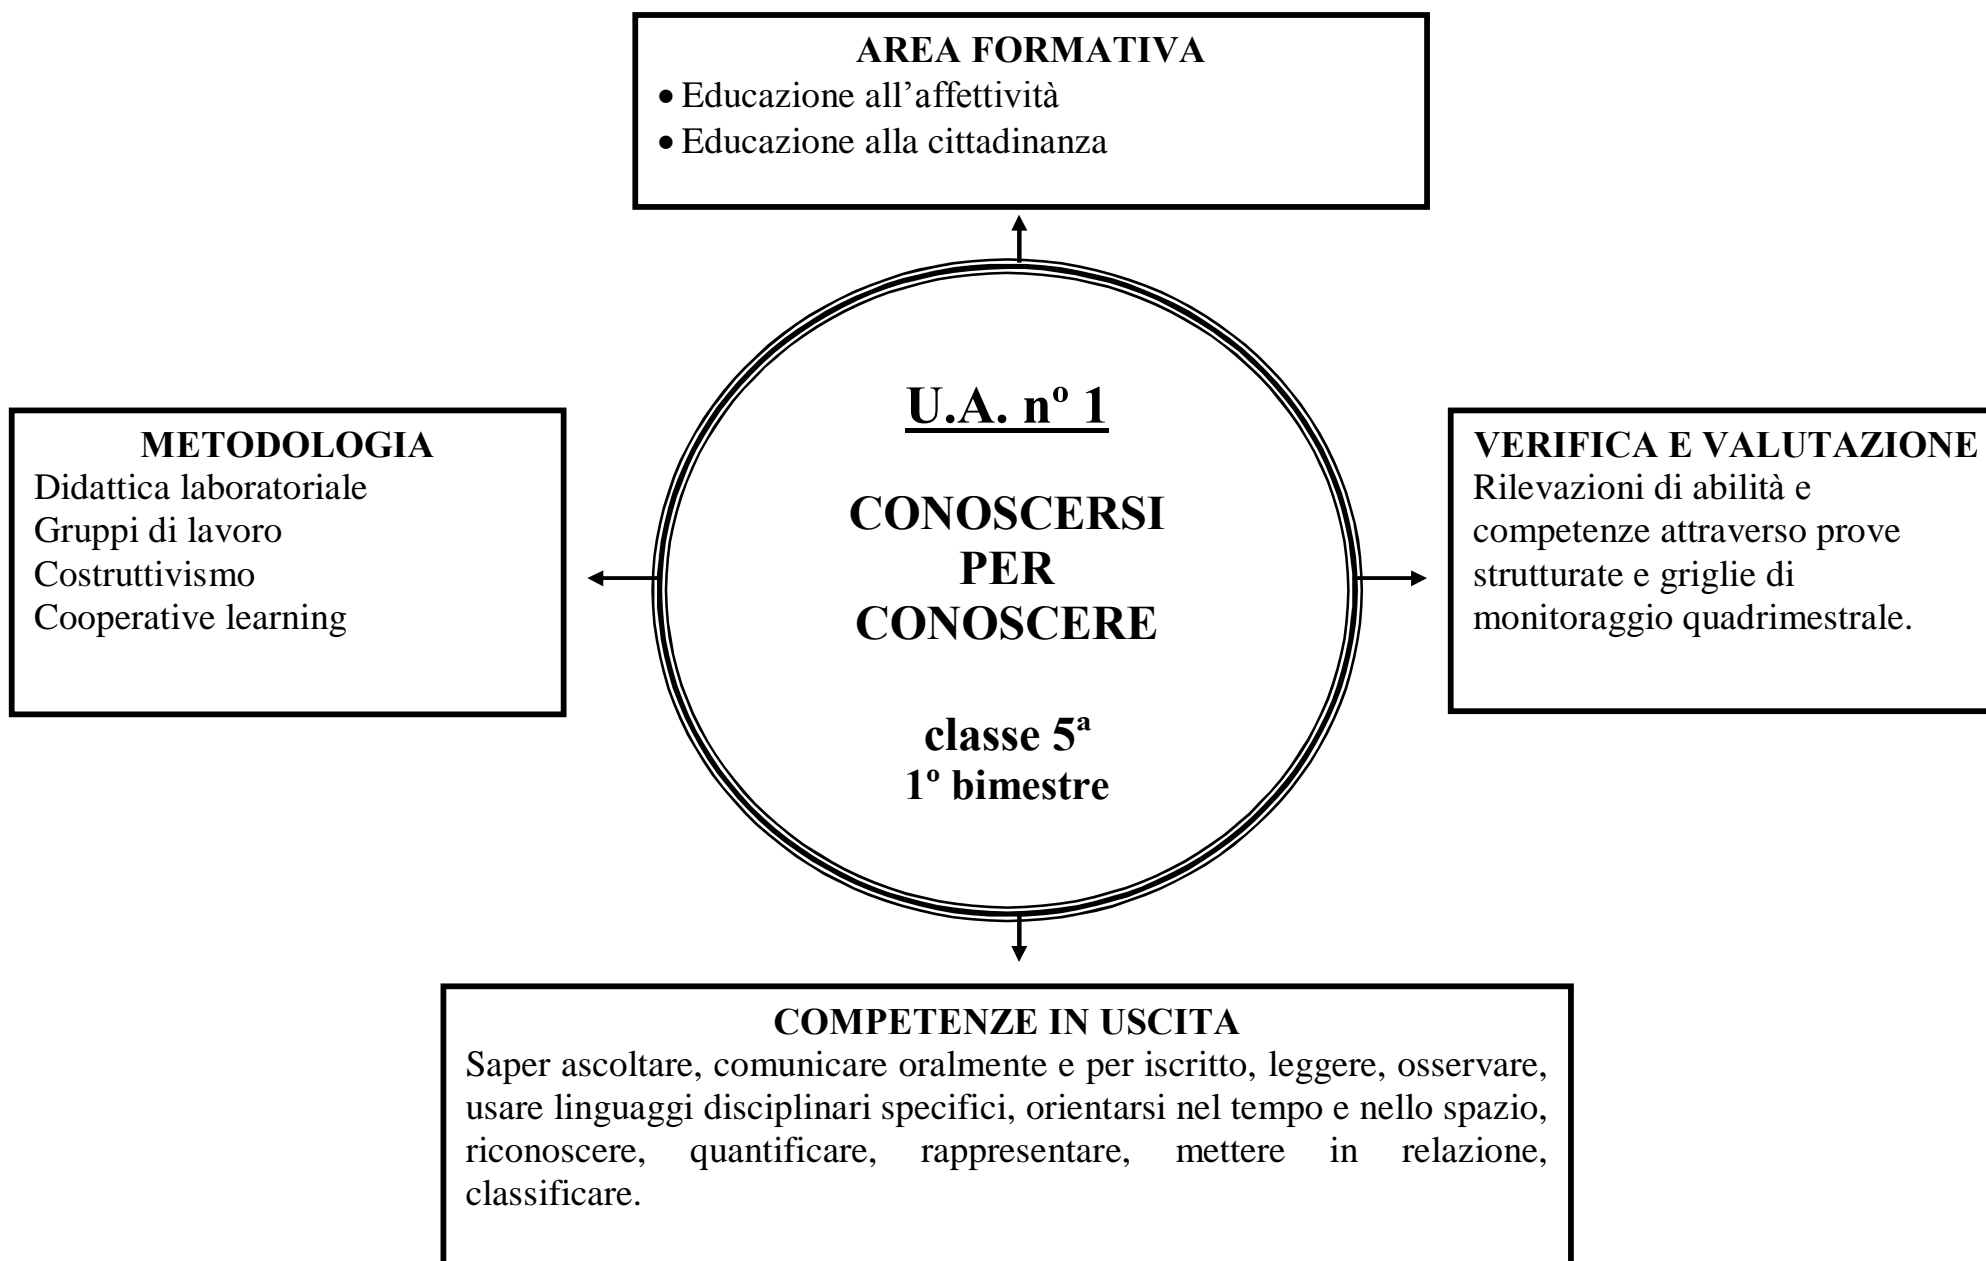 AREA FORMATIVA
• Educazione all’affettività
• Educazione alla cittadinanza
U.A. nº 1
CONOSCERSI
PER
CONOSCERE
classe 5ª
1º bimestre
METODOLOGIA
Didattica laboratoriale
Gruppi di lavoro
Costruttivismo
Cooperative learning
VERIFICA E VALUTAZIONE
Rilevazioni di abilità e
competenze attraverso prove
strutturate e griglie di
monitoraggio quadrimestrale.
COMPETENZE IN USCITA
Saper ascoltare, comunicare oralmente e per iscritto, leggere, osservare,
usare linguaggi disciplinari specifici, orientarsi nel tempo e nello spazio,
riconoscere, quantificare, rappresentare, mettere in relazione,
classificare.